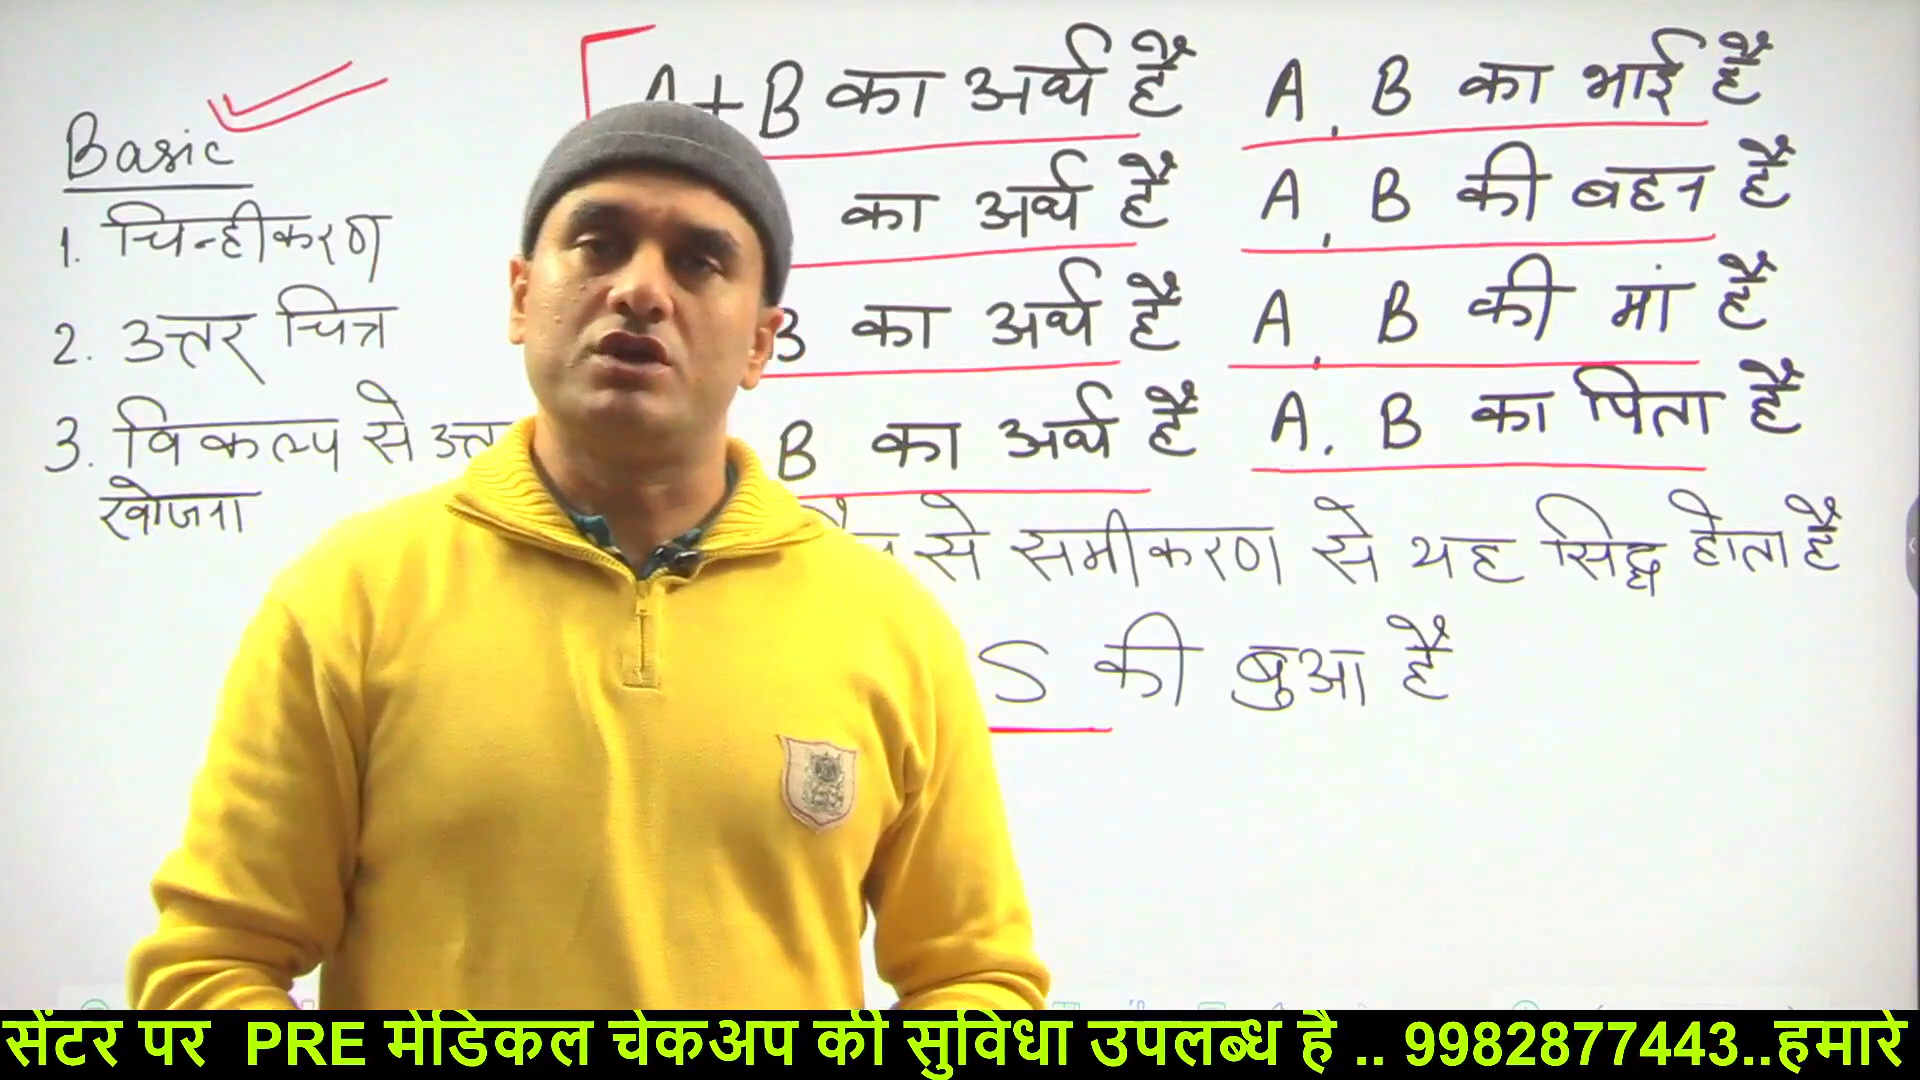 Basic
1. चिन्हीकरण
2. उत्तर चित्र
3. विकल्प से
खोजना
A+B का अर्थ है A, B का भाई है
का अर्थ है A, B की बहन है
B का अर्थ है A, B की मां है
B का अर्थ है A, B का पिता है
से समीकरण से यह सिद्ध होता है
S की बुआ है
सेंटर पर PRE मेडिकल चेकअप की सुविधा उपलब्ध है .. 9982877443..हमारे